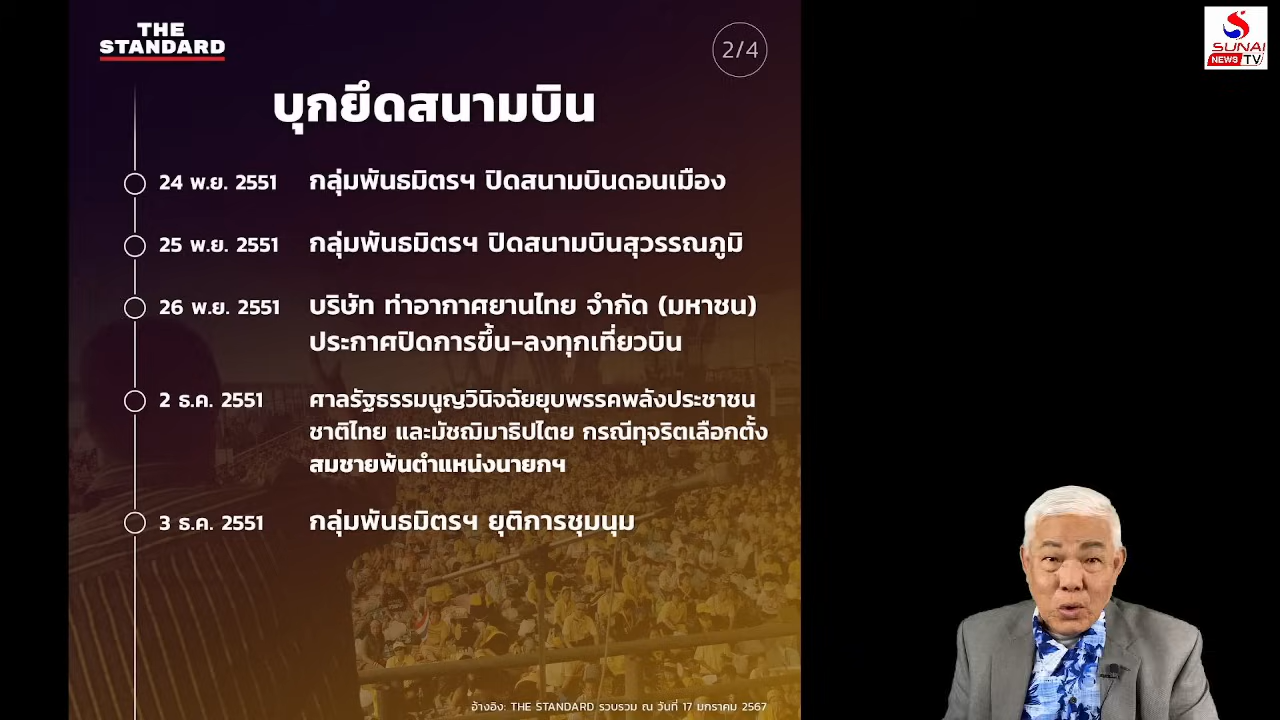 THE
STANDARD
2/4
SUNAI
NEWS TV
บุกยึดสนามบิน
24 พ.ย. 2551 กลุ่มพันธมิตรฯ ปิดสนามบินดอนเมือง
25 พ.ย. 2551 กลุ่มพันธมิตรฯ ปิดสนามบินสุวรรณภูมิ
26 พ.ย. 2551 บริษัท ท่าอากาศยานไทย จำกัด (มหาชน)
ประกาศปิดการขึ้น-ลงทุกเที่ยวบิน
2 ธ.ค. 2551 ศาลรัฐธรรมนูญวินิจฉัยยุบพรรคพลังประชาชน
ชาติไทย และมัชฌิมาธิปไตย กรณีทุจริตเลือกตั้ง
สมชายพ้นตำแหน่งนายกฯ
3 ธ.ค. 2551 กลุ่มพันธมิตรฯ ยุติการชุมนุม
อ้างอิง: THE STANDARD รวบรวม ณ วันที่ 17 มกราคม 2567